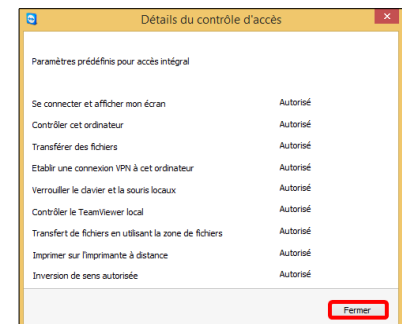 Détails du contrôle d'accès
Paramètres prédéfinis pour accès intégral
Se connecter et afficher mon écran Autorisé
Contrôler cet ordinateur Autorisé
Transférer des fichiers Autorisé
Etablir une connexion VPN à cet ordinateur Autorisé
Verrouiller le clavier et la souris locaux Autorisé
Contrôler le TeamViewer local Autorisé
Transfert de fichiers en utilisant la zone de fichiers Autorisé
Imprimer sur l'imprimante à distance Autorisé
Inversion de sens autorisée Autorisé
Fermer